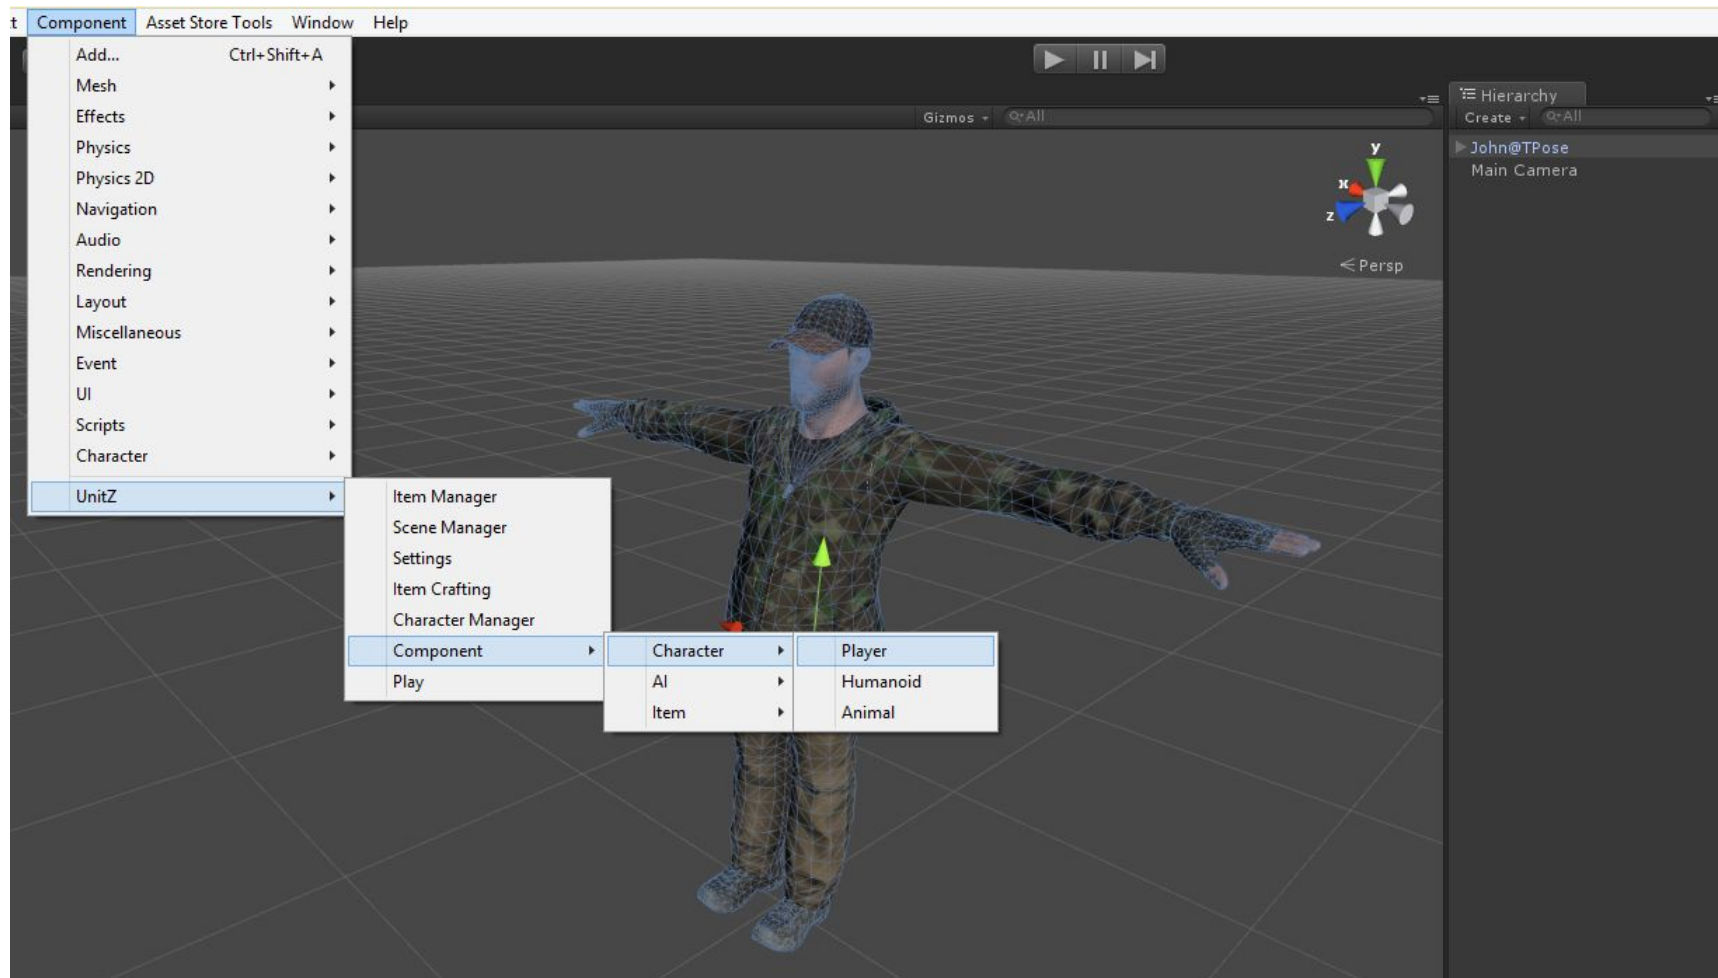 t Component Asset Store Tools Window Help
Add... Ctrl+Shift+A
Mesh
Effects
Physics
Physics 2D
Navigation
Audio
Rendering
Layout
Miscellaneous
Event
UI
Scripts
Character
UnitZ
Item Manager
Scene Manager
Settings
Item Crafting
Character Manager
Component
Play
Character
AI
Item
Player
Humanoid
Animal
Gizmos All
y
x
z
Persp
Hierarchy
Create All
John@TPose
Main Camera